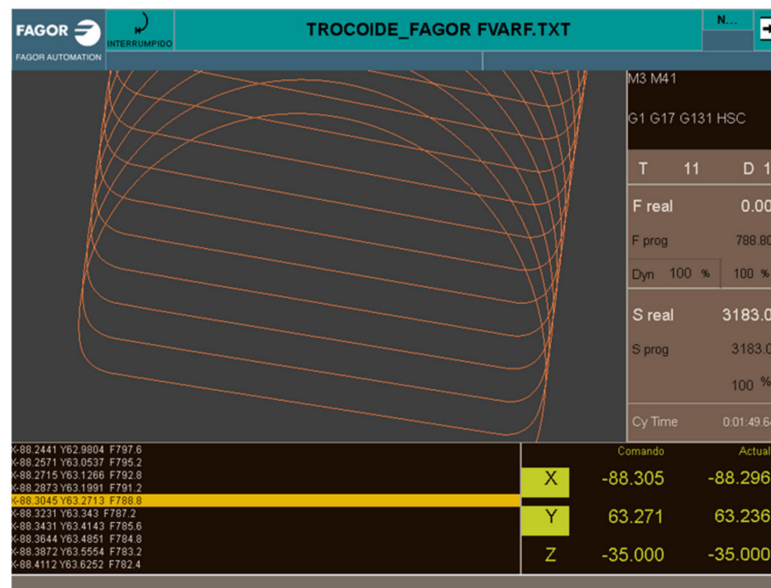 FAGOR
FAGOR AUTOMATION
INTERRUMPIDO
TROCOIDE_FAGOR FVARF.TXT
N...
M3 M41
G1 G17 G131 HSC
T 11 D 1
F real 0.00
F prog 788.80
Dyn 100 % 100 %
S real 3183.0
S prog 3183.0
100 %
Cy Time 0:01:49.64
X-88.2441 Y62.9804 F797.6
X-88.2571 Y63.0537 F795.2
X-88.2715 Y63.1266 F792.8
X-88.2873 Y63.1991 F791.2
X-88.3045 Y63.2713 F788.8
X-88.3231 Y63.343 F787.2
X-88.3431 Y63.4143 F785.6
X-88.3644 Y63.4851 F784.8
X-88.3872 Y63.5554 F783.2
X-88.4112 Y63.6252 F782.4
Comando Actual
X -88.305 -88.296
Y 63.271 63.236
Z -35.000 -35.000